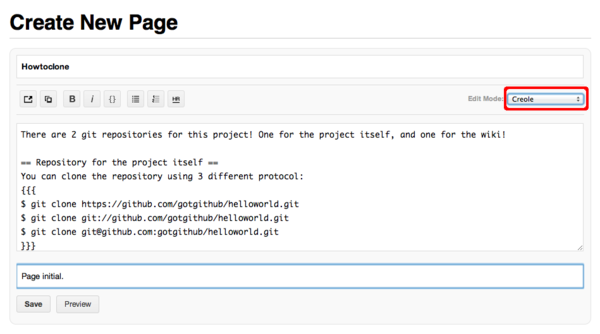 Create New Page
Howtoclone
B i {} HR Edit Mode: Creole
There are 2 git repositories for this project! One for the project itself, and one for the wiki!
== Repository for the project itself ==
You can clone the repository using 3 different protocol:
{{{
$ git clone https://github.com/gotgithub/helloworld.git
$ git clone git://github.com/gotgithub/helloworld.git
$ git clone git@github.com:gotgithub/helloworld.git
}}}
Page initial.
Save Preview